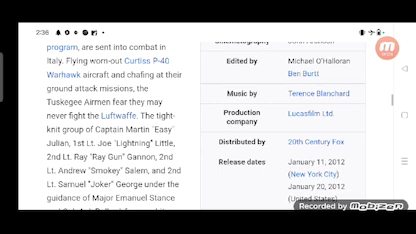 2:36
program, are sent into combat in
Italy. Flying worn-out Curtiss P-40
Warhawk aircraft and chafing at their
ground attack missions, the
Tuskegee Airmen fear they may
never fight the Luftwaffe. The tight-
knit group of Captain Martin "Easy"
Julian, 1st Lt. Joe "Lightning" Little,
2nd Lt. Ray "Ray Gun" Gannon, 2nd
Lt. Andrew "Smokey" Salem, and 2nd
Lt. Samuel "Joker" George under the
guidance of Major Emanuel Stance
Edited by
Michael O'Halloran
Ben Burtt
Music by
Terence Blanchard
Production
company
Lucasfilm Ltd.
Distributed by
20th Century Fox
Release dates
January 11, 2012
(New York City)
January 20, 2012
(United States)
Recorded by Mobizen